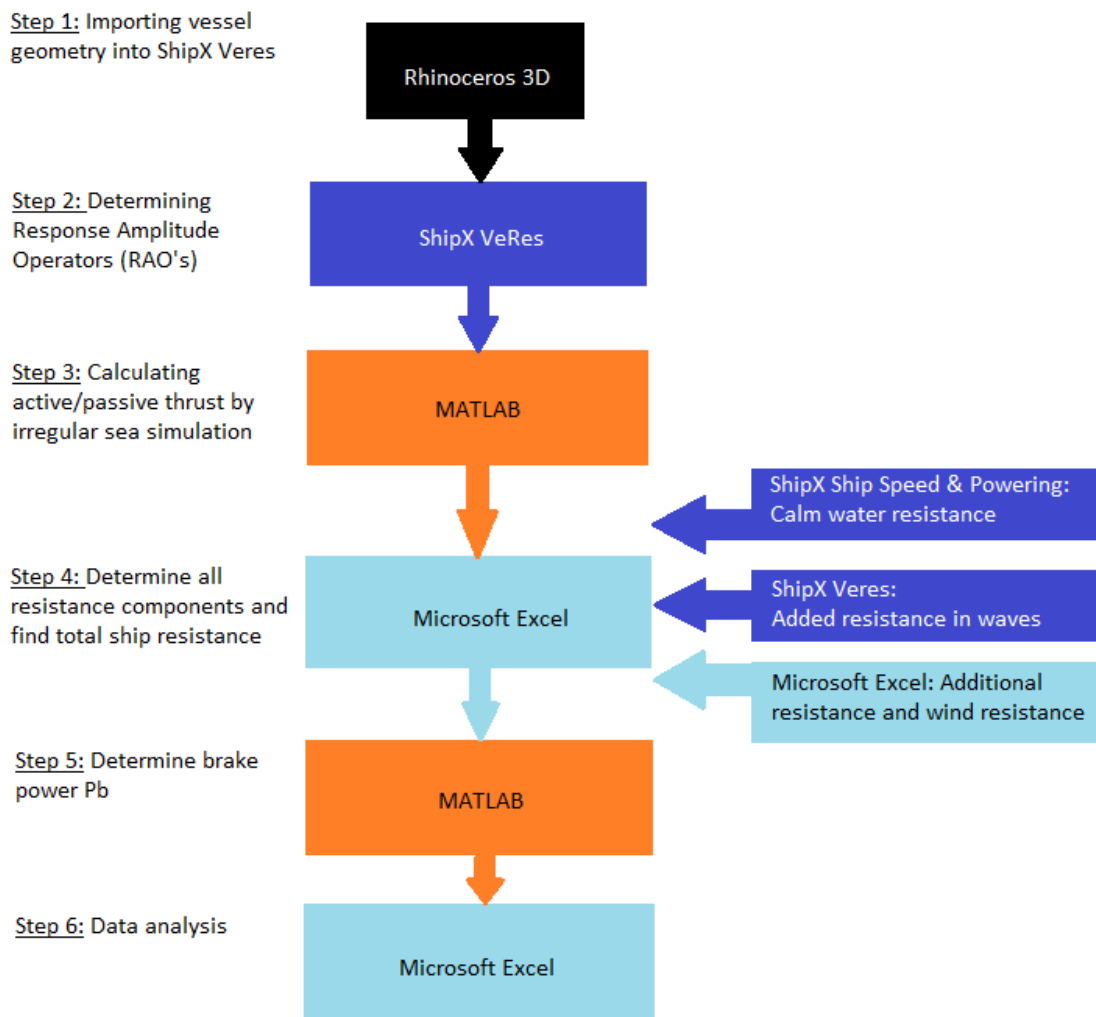 Step 1: Importing vessel
geometry into ShipX Veres
Rhinoceros 3D
Step 2: Determining
Response Amplitude
Operators (RAO's)
ShipX VeRes
Step 3: Calculating
active/passive thrust by
irregular sea simulation
MATLAB
ShipX Ship Speed & Powering:
Calm water resistance
Step 4: Determine all
resistance components and
find total ship resistance
Microsoft Excel
ShipX Veres:
Added resistance in waves
Microsoft Excel: Additional
resistance and wind resistance
Step 5: Determine brake
power Pb
MATLAB
Step 6: Data analysis
Microsoft Excel